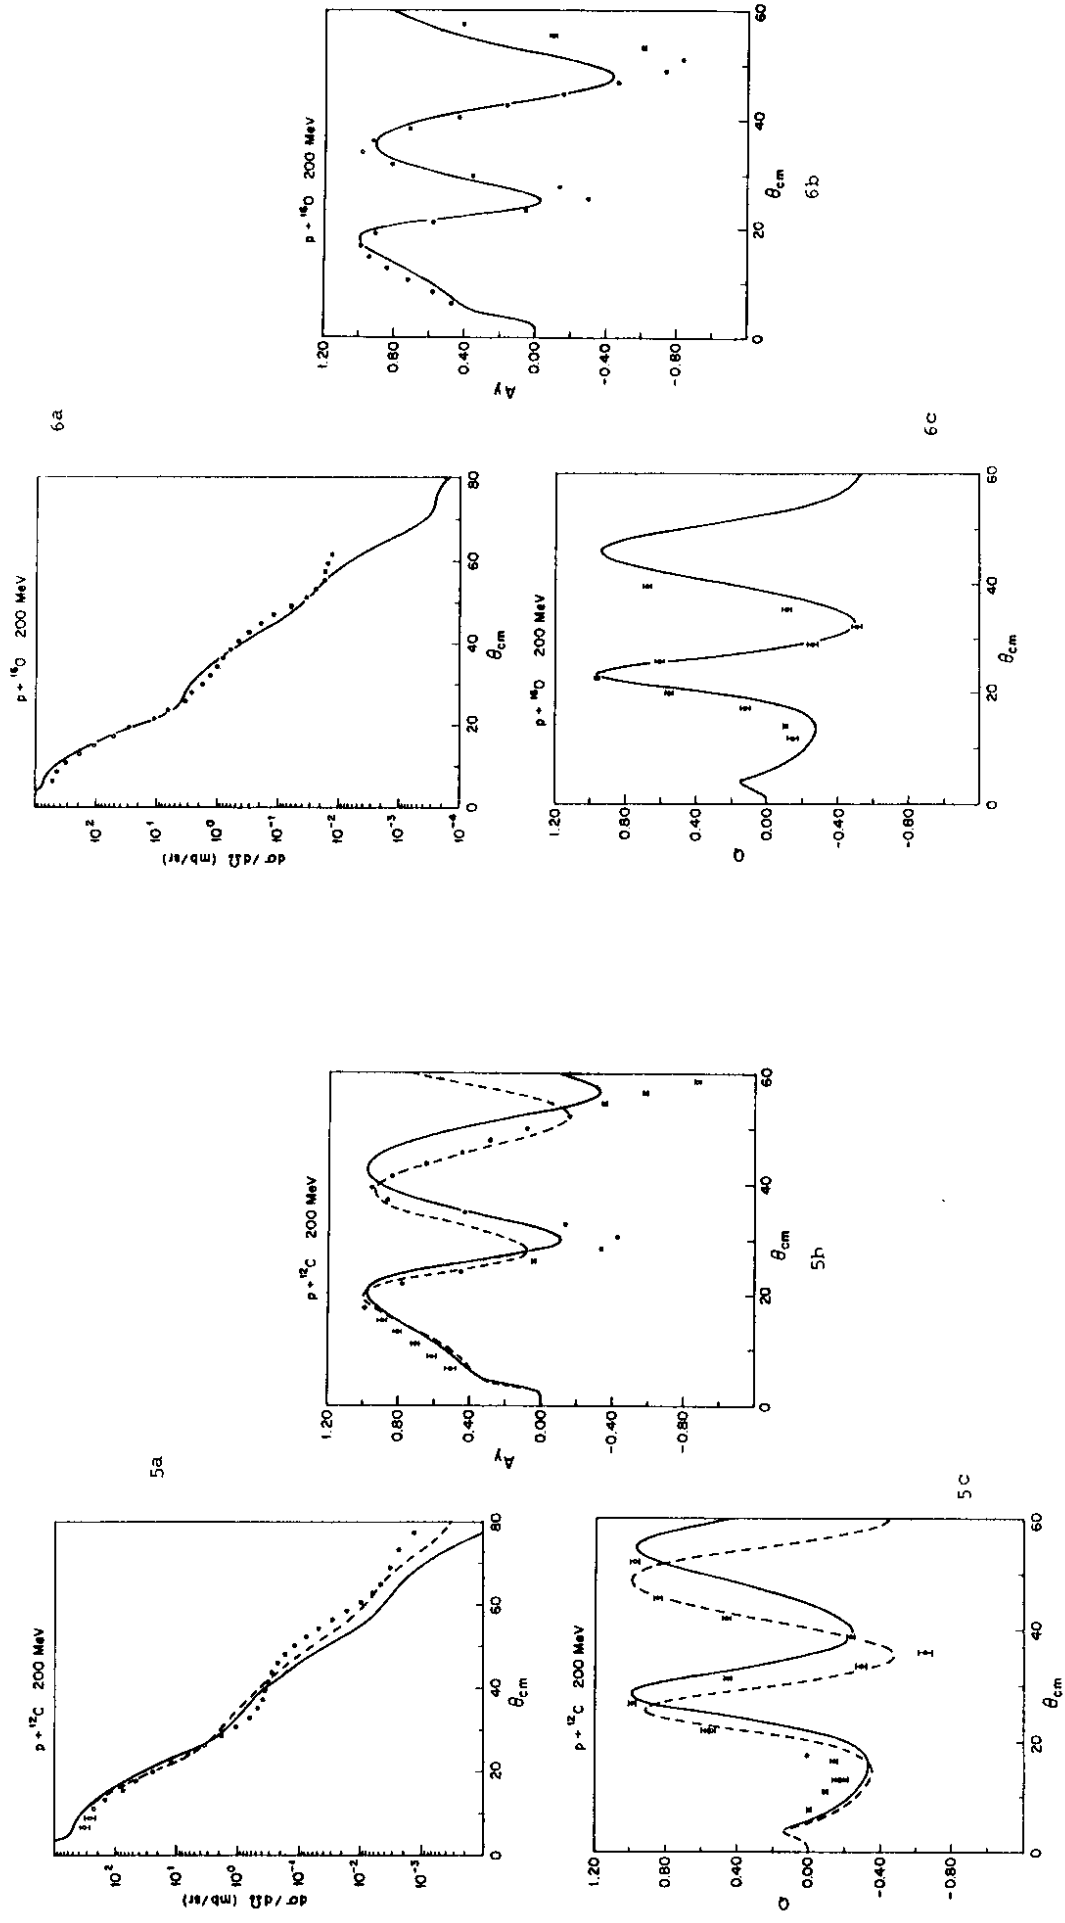 5a
p + ¹²C 200 MeV
dσ/dΩ (mb/sr)
10²
10¹
10⁰
10⁻¹
10⁻²
10⁻³
0 20 40 60 80
θcm
5b
p + ¹²C 200 MeV
Ay
1.20
0.80
0.40
0.00
-0.40
-0.80
0 20 40 60
θcm
5c
p + ¹²C 200 MeV
Q
1.20
0.80
0.40
0.00
-0.40
-0.80
0 20 40 60
θcm
6a
p + ¹⁶O 200 MeV
dσ/dΩ (mb/sr)
10²
10¹
10⁰
10⁻¹
10⁻²
10⁻³
10⁻⁴
0 20 40 60 80
θcm
6b
p + ¹⁶O 200 MeV
Ay
1.20
0.80
0.40
0.00
-0.40
-0.80
0 20 40 60
θcm
6c
p + ¹⁶O 200 MeV
Q
1.20
0.80
0.40
0.00
-0.40
-0.80
0 20 40 60
θcm